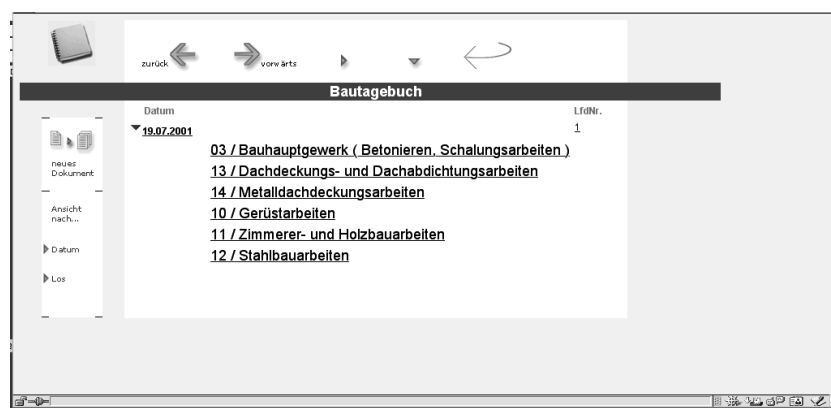 zurück vorwärts
Bautagebuch
Datum LfdNr.
19.07.2001 1
03 / Bauhauptgewerk ( Betonieren, Schalungsarbeiten )
13 / Dachdeckungs- und Dachabdichtungsarbeiten
14 / Metalldachdeckungsarbeiten
10 / Gerüstarbeiten
11 / Zimmerer- und Holzbauarbeiten
12 / Stahlbauarbeiten
neues
Dokument
Ansicht
nach...
Datum
Los